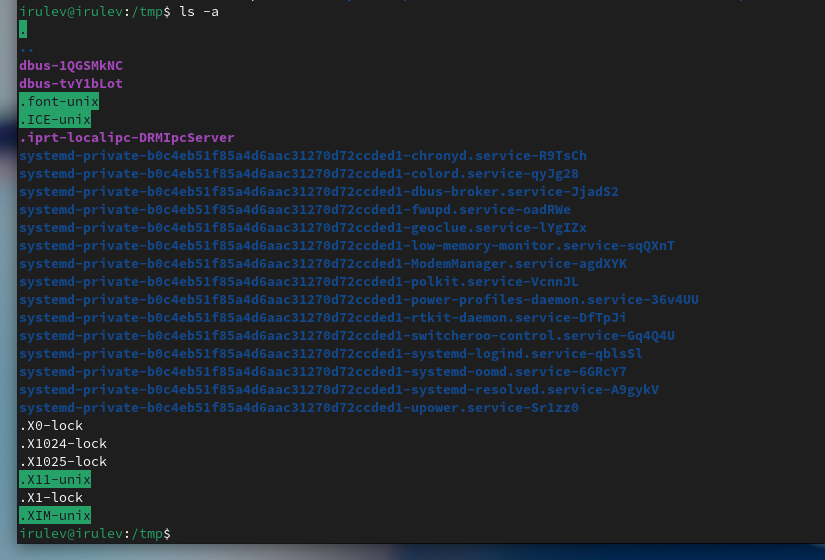 irulev@irulev:/tmp$ ls -a
.
..
dbus-1QGSMkNC
dbus-tvY1bLot
.font-unix
.ICE-unix
.iprt-localipc-DRMIpcServer
systemd-private-b0c4eb51f85a4d6aac31270d72ccded1-chronyd.service-R9TsCh
systemd-private-b0c4eb51f85a4d6aac31270d72ccded1-colord.service-qyJg28
systemd-private-b0c4eb51f85a4d6aac31270d72ccded1-dbus-broker.service-JjadS2
systemd-private-b0c4eb51f85a4d6aac31270d72ccded1-fwupd.service-oadRWe
systemd-private-b0c4eb51f85a4d6aac31270d72ccded1-geoclue.service-lYgIZx
systemd-private-b0c4eb51f85a4d6aac31270d72ccded1-low-memory-monitor.service-sqQXnT
systemd-private-b0c4eb51f85a4d6aac31270d72ccded1-ModemManager.service-agdXYK
systemd-private-b0c4eb51f85a4d6aac31270d72ccded1-polkit.service-VcnnJL
systemd-private-b0c4eb51f85a4d6aac31270d72ccded1-power-profiles-daemon.service-36v4UU
systemd-private-b0c4eb51f85a4d6aac31270d72ccded1-rtkit-daemon.service-DfTpJi
systemd-private-b0c4eb51f85a4d6aac31270d72ccded1-switcheroo-control.service-Gq4Q4U
systemd-private-b0c4eb51f85a4d6aac31270d72ccded1-systemd-logind.service-qblsSl
systemd-private-b0c4eb51f85a4d6aac31270d72ccded1-systemd-oomd.service-6GRcY7
systemd-private-b0c4eb51f85a4d6aac31270d72ccded1-systemd-resolved.service-A9gykV
systemd-private-b0c4eb51f85a4d6aac31270d72ccded1-upower.service-Sr1zz0
.X0-lock
.X1024-lock
.X1025-lock
.X11-unix
.X1-lock
.XIM-unix
irulev@irulev:/tmp$